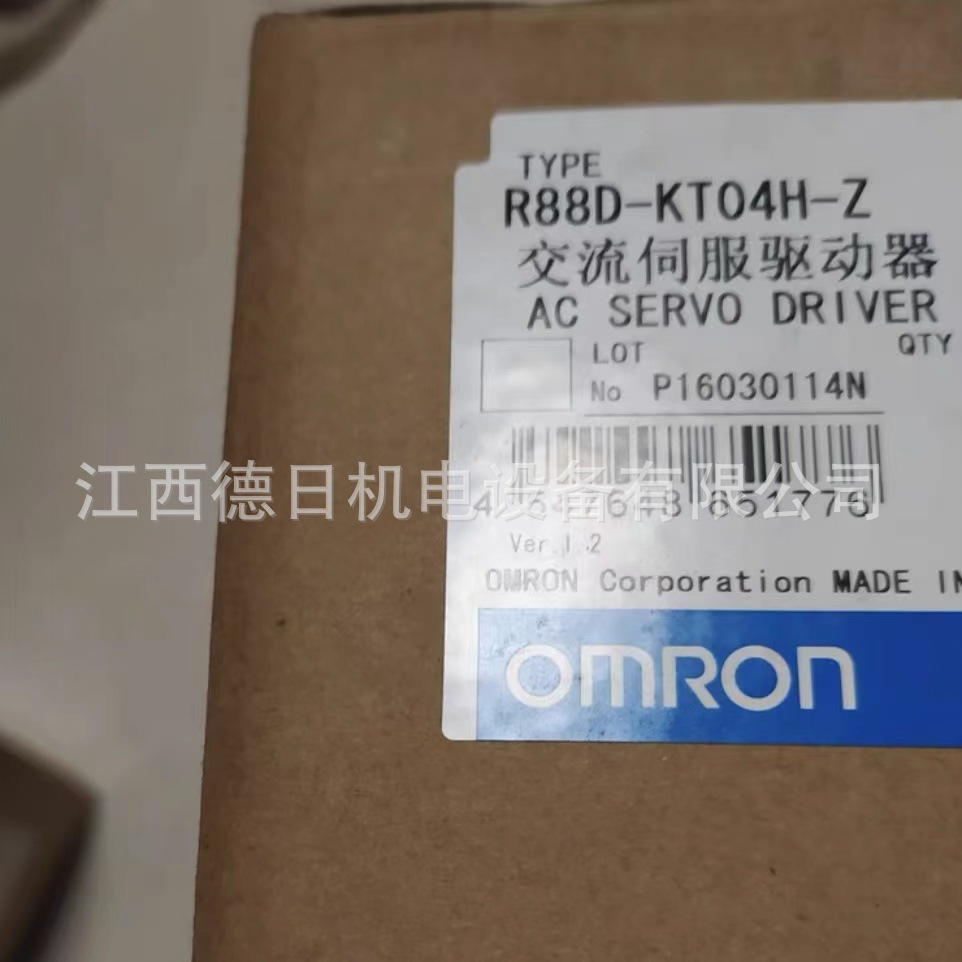 TYPE
R88D-KT04H-Z
交流伺服驱动器
AC SERVO DRIVER
LOT QTY
No P16030114N
江西德日机电设备有限公司
651776
Ver.1.2
OMRON Corporation MADE IN
OMRON